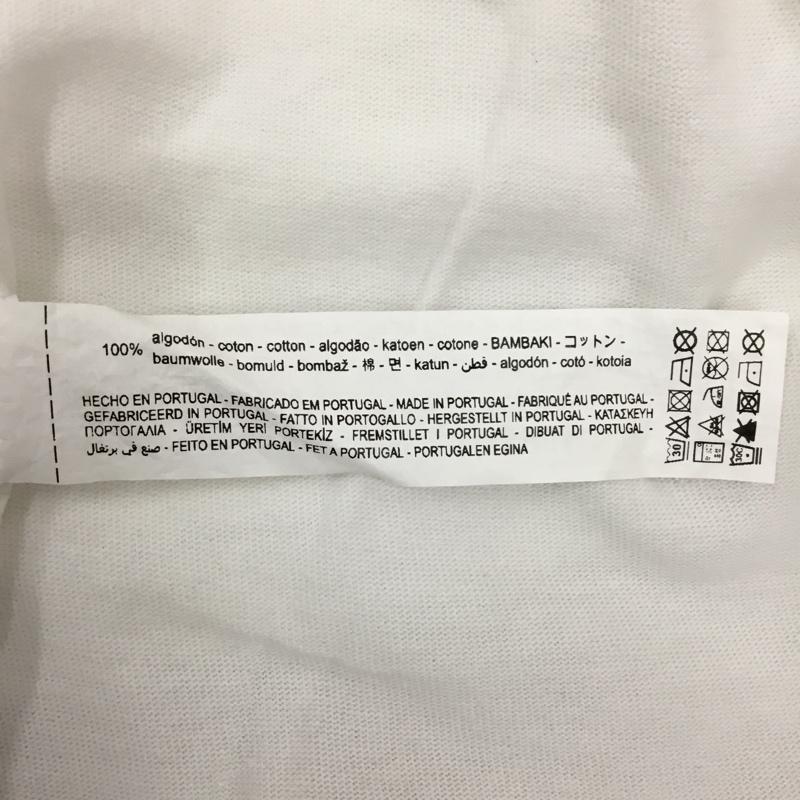 100% algodón - coton - cotton - algodão - katoen - cotone - BAMBAKI - コットン -
baumwolle - bomuld - bombaž - 棉 - 면 - katun - قطن - algodón - cotó - kotoia
HECHO EN PORTUGAL - FABRICADO EM PORTUGAL - MADE IN PORTUGAL - FABRIQUÉ AU PORTUGAL -
GEFABRICEERD IN PORTUGAL - FATTO IN PORTOGALLO - HERGESTELLT IN PORTUGAL - ΚΑΤΑΣΚΕΥΗ
ΠΟΡΤΟΓΑΛΙΑ - ÜRETİM YERİ PORTEKİZ - FREMSTILLET I PORTUGAL - DIBUAT DI PORTUGAL -
صنع في برتغال - FEITO EN PORTUGAL - FET A PORTUGAL - PORTUGALEN EGINA
30
30C